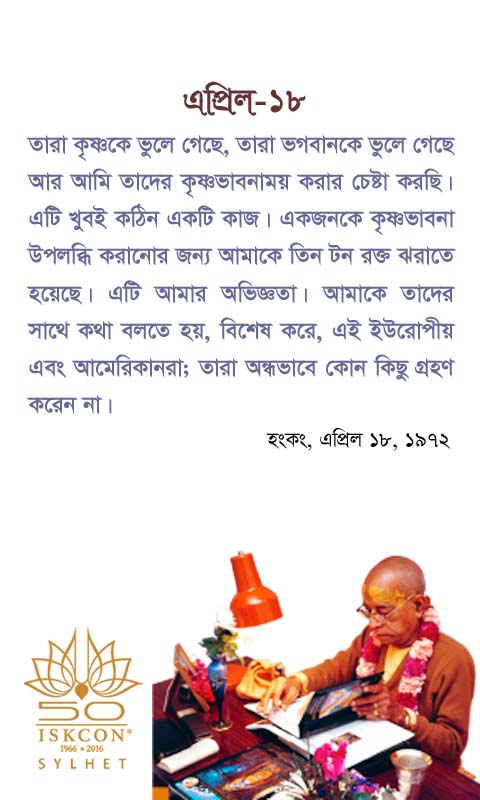 এপ্রিল-১৮
তারা কৃষ্ণকে ভুলে গেছে, তারা ভগবানকে ভুলে গেছে
আর আমি তাদের কৃষ্ণভাবনাময় করার চেষ্টা করছি।
এটি খুবই কঠিন একটি কাজ। একজনকে কৃষ্ণভাবনা
উপলব্ধি করানোর জন্য আমাকে তিন টন রক্ত ঝরাতে
হয়েছে। এটি আমার অভিজ্ঞতা। আমাকে তাদের
সাথে কথা বলতে হয়, বিশেষ করে, এই ইউরোপীয়
এবং আমেরিকানরা; তারা অন্ধভাবে কোন কিছু গ্রহণ
করেন না।
হংকং, এপ্রিল ১৮, ১৯৭২
50
ISKCON®
1966 • 2016
SYLHET